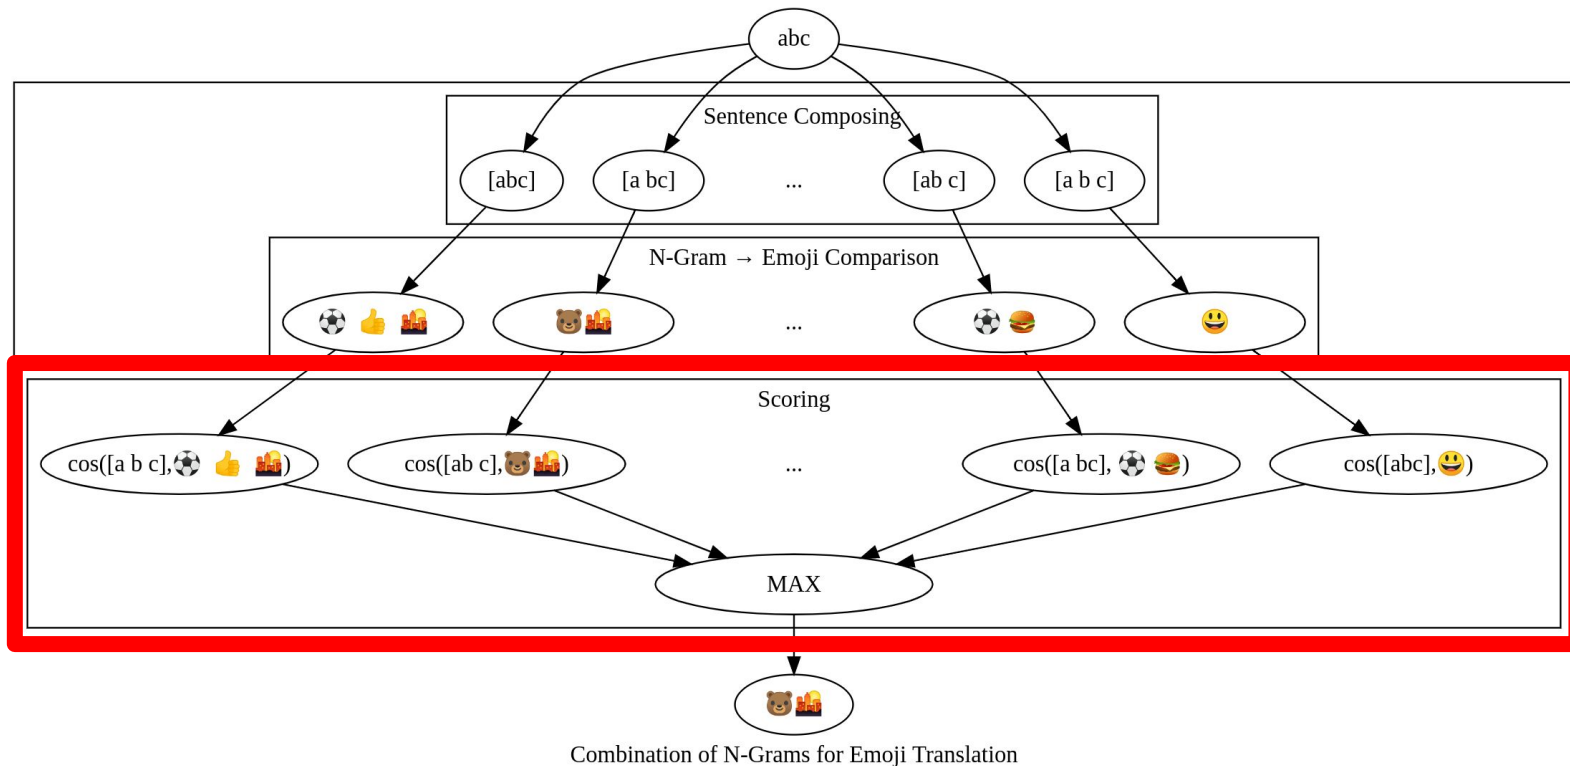 abc
Sentence Composing
[abc] [a bc] ... [ab c] [a b c]
N-Gram → Emoji Comparison
⚽ 👍 🌇 🐻🌇 ... ⚽ 🍔 😃
Scoring
cos([a b c],⚽ 👍 🌇) cos([ab c],🐻🌇) ... cos([a bc], ⚽ 🍔) cos([abc],😃)
MAX
🐻🌇
Combination of N-Grams for Emoji Translation